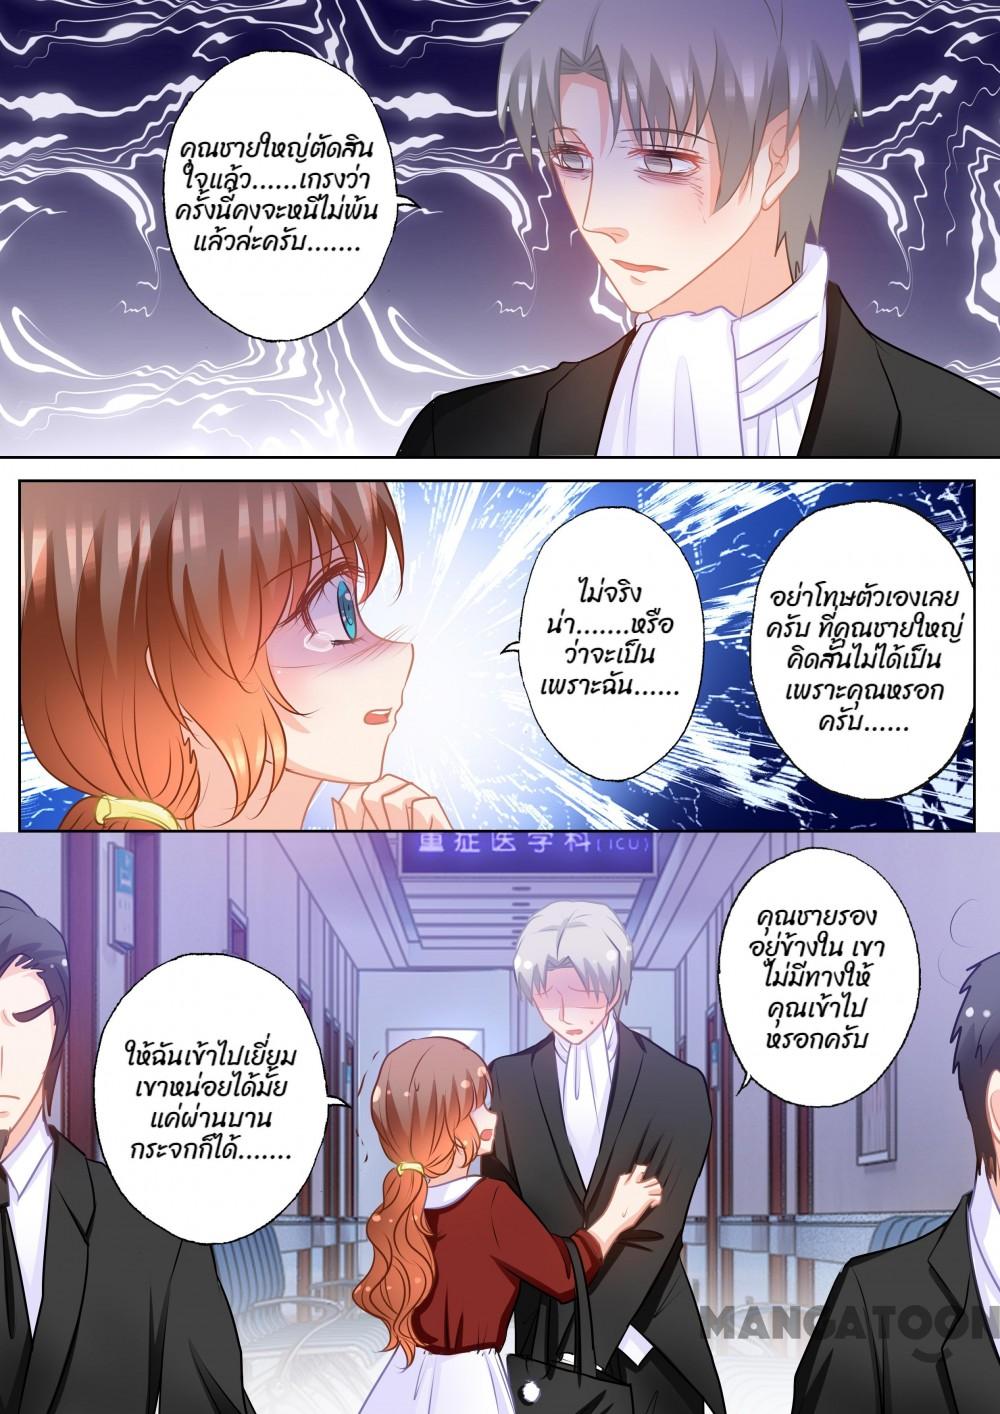 คุณชายใหญ่ตัดสิน
ใจแล้ว......เกรงว่า
ครั้งนี้คงจะหนีไม่พ้น
แล้วล่ะครับ.......
ไม่จริง
น่า.......หรือ
ว่าจะเป็น
เพราะฉัน......
อย่าโทษตัวเองเลย
ครับ ที่คุณชายใหญ่
คิดสั้นไม่ได้เป็น
เพราะคุณหรอก
ครับ......
重症医学科(ICU)
คุณชายรอง
อยู่ข้างใน เขา
ไม่มีทางให้
คุณเข้าไป
หรอกครับ
ให้ฉันเข้าไปเยี่ยม
เขาหน่อยได้มั้ย
แค่ผ่านบาน
กระจกก็ได้.......
MANGATOON